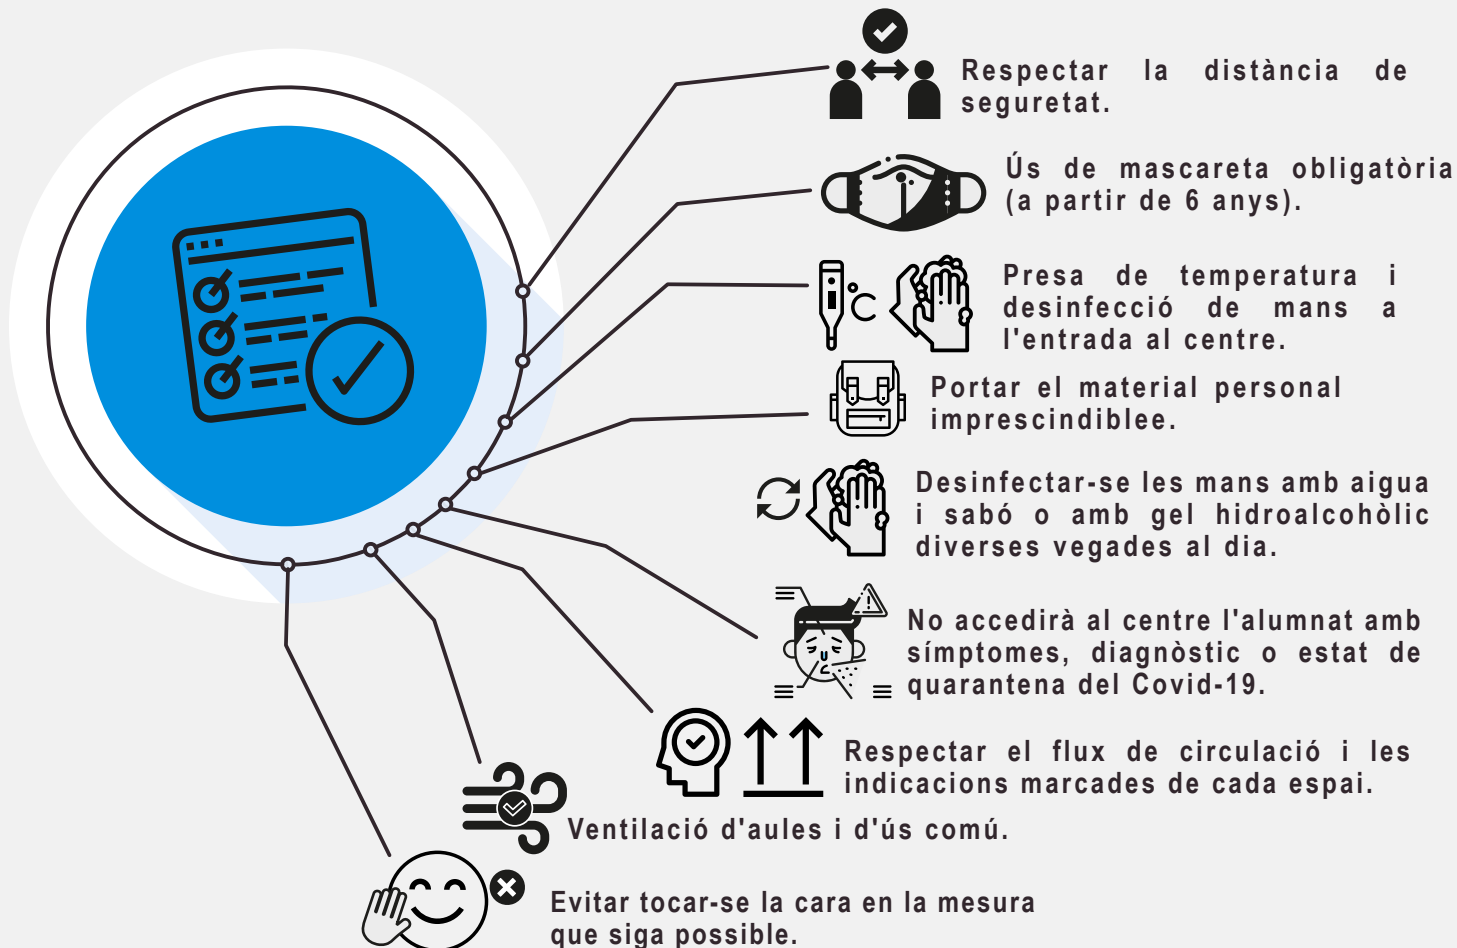 Respectar la distància de
seguretat.
Ús de mascareta obligatòria
(a partir de 6 anys).
Presa de temperatura i
desinfecció de mans a
l'entrada al centre.
Portar el material personal
imprescindiblee.
Desinfectar-se les mans amb aigua
i sabó o amb gel hidroalcohòlic
diverses vegades al dia.
No accedirà al centre l'alumnat amb
símptomes, diagnòstic o estat de
quarantena del Covid-19.
Respectar el flux de circulació i les
indicacions marcades de cada espai.
Ventilació d'aules i d'ús comú.
Evitar tocar-se la cara en la mesura
que siga possible.